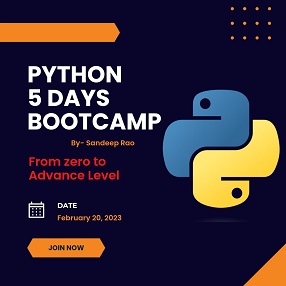 PYTHON
5 DAYS
BOOTCAMP
By- Sandeep Rao
From zero to
Advance Level
DATE
February 20, 2023
JOIN NOW